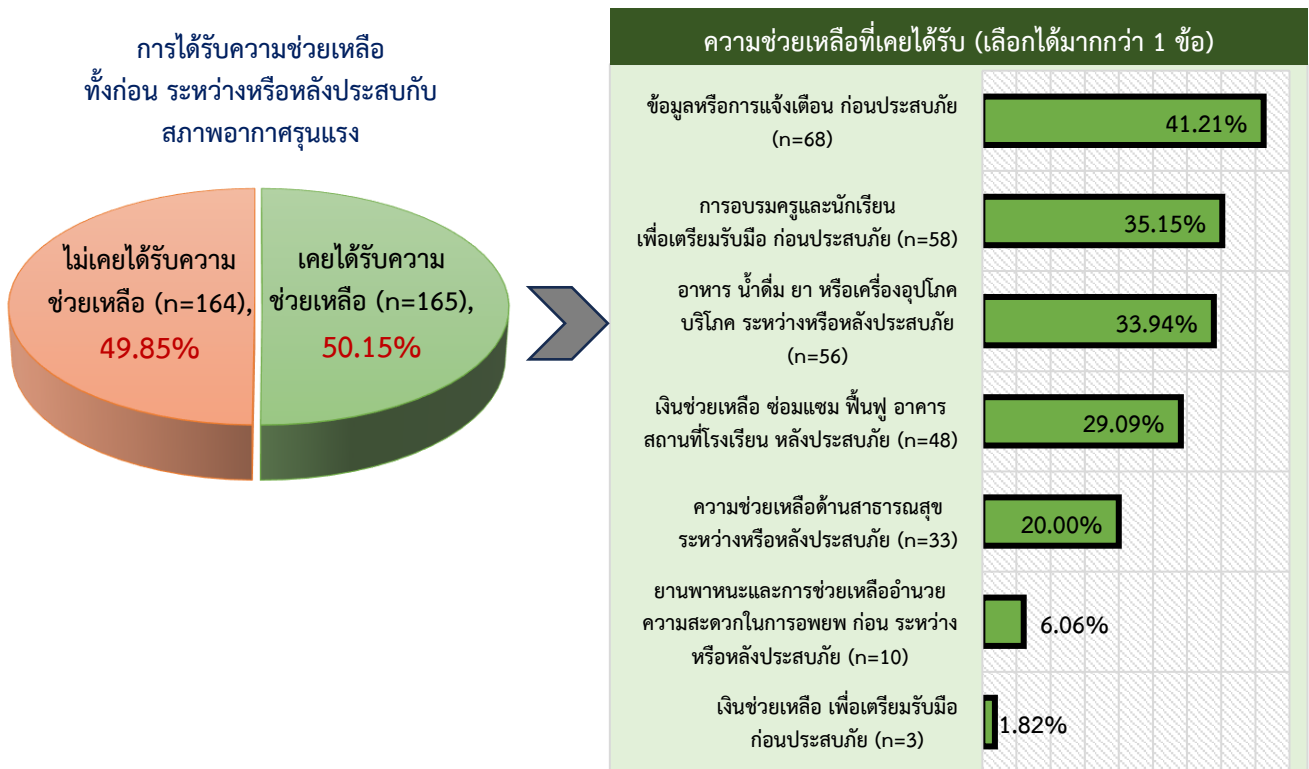 การได้รับความช่วยเหลือ
ทั้งก่อน ระหว่างหรือหลังประสบกับ
สภาพอากาศรุนแรง
ไม่เคยได้รับความ
ช่วยเหลือ (n=164),
49.85%
เคยได้รับความ
ช่วยเหลือ (n=165),
50.15%
ความช่วยเหลือที่เคยได้รับ (เลือกได้มากกว่า 1 ข้อ)
ข้อมูลหรือการแจ้งเตือน ก่อนประสบภัย
(n=68)
41.21%
การอบรมครูและนักเรียน
เพื่อเตรียมรับมือ ก่อนประสบภัย (n=58)
35.15%
อาหาร น้ำดื่ม ยา หรือเครื่องอุปโภค
บริโภค ระหว่างหรือหลังประสบภัย
(n=56)
33.94%
เงินช่วยเหลือ ซ่อมแซม ฟื้นฟู อาคาร
สถานที่โรงเรียน หลังประสบภัย (n=48)
29.09%
ความช่วยเหลือด้านสาธารณสุข
ระหว่างหรือหลังประสบภัย (n=33)
20.00%
ยานพาหนะและการช่วยเหลืออำนวย
ความสะดวกในการอพยพ ก่อน ระหว่าง
หรือหลังประสบภัย (n=10)
6.06%
เงินช่วยเหลือ เพื่อเตรียมรับมือ
ก่อนประสบภัย (n=3)
1.82%